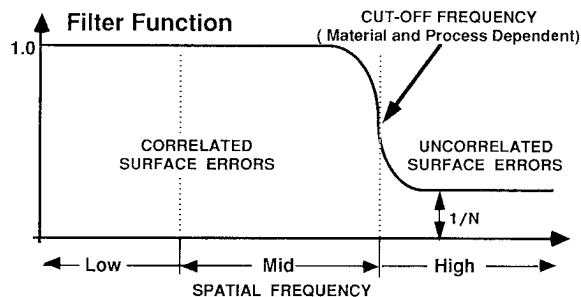 Filter Function
CUT-OFF FREQUENCY
( Material and Process Dependent)
1.0
CORRELATED
SURFACE ERRORS
UNCORRELATED
SURFACE ERRORS
1/N
Low
Mid
High
SPATIAL FREQUENCY